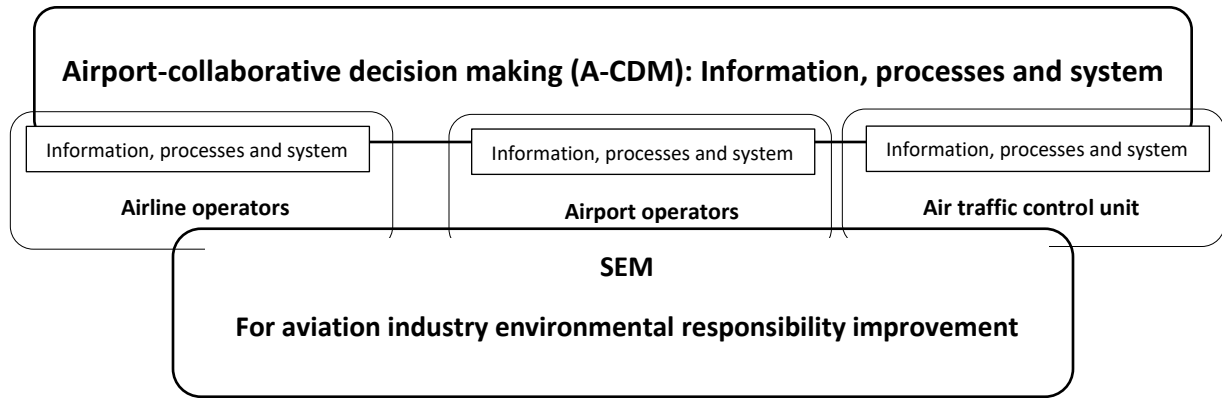 Airport-collaborative decision making (A-CDM): Information, processes and system
Information, processes and system
Information, processes and system
Information, processes and system
Airline operators
Airport operators
Air traffic control unit
SEM
For aviation industry environmental responsibility improvement